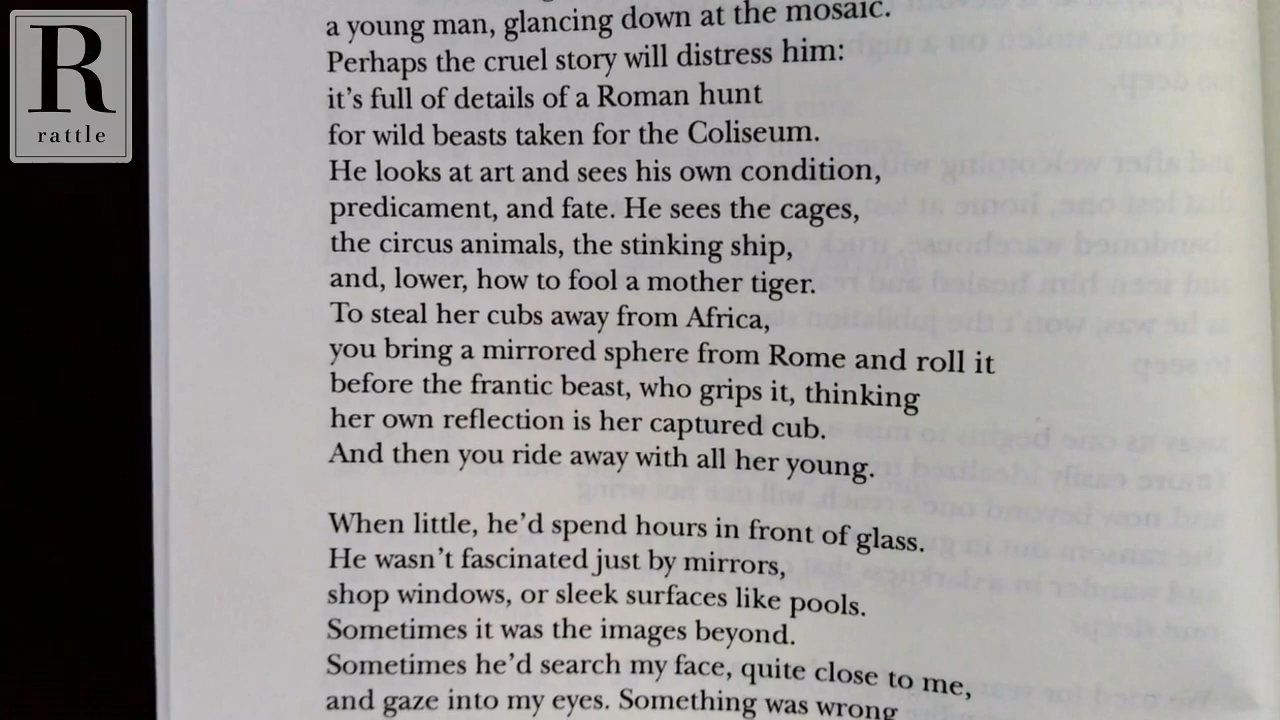 R
rattle
a young man, glancing down at the mosaic.
Perhaps the cruel story will distress him:
it's full of details of a Roman hunt
for wild beasts taken for the Coliseum.
He looks at art and sees his own condition,
predicament, and fate. He sees the cages,
the circus animals, the stinking ship,
and, lower, how to fool a mother tiger.
To steal her cubs away from Africa,
you bring a mirrored sphere from Rome and roll it
before the frantic beast, who grips it, thinking
her own reflection is her captured cub.
And then you ride away with all her young.
When little, he'd spend hours in front of glass.
He wasn't fascinated just by mirrors,
shop windows, or sleek surfaces like pools.
Sometimes it was the images beyond.
Sometimes he'd search my face, quite close to me,
and gaze into my eyes. Something was wrong